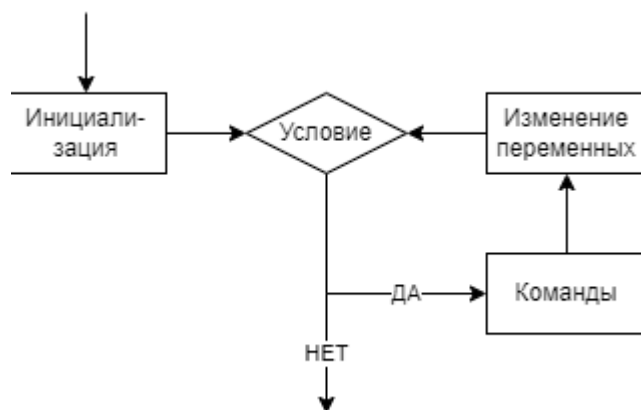 Инициали-
зация
Условие
Изменение
переменных
ДА
Команды
НЕТ